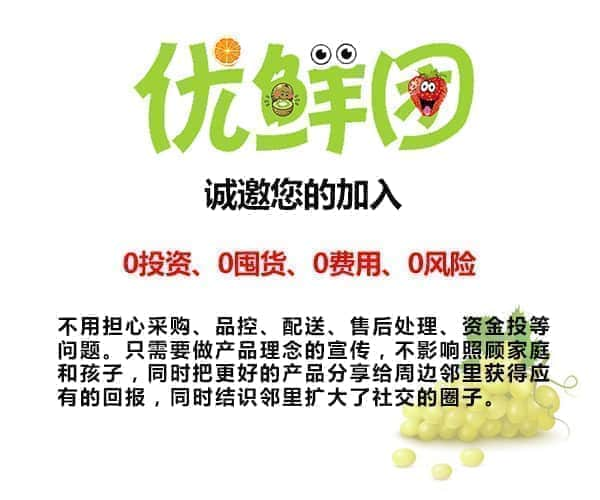 优鲜团
诚邀您的加入
0投资、0囤货、0费用、0风险
不用担心采购、品控、配送、售后处理、资金投等
问题。只需要做产品理念的宣传，不影响照顾家庭
和孩子，同时把更好的产品分享给周边邻里获得应
有的回报，同时结识邻里扩大了社交的圈子。